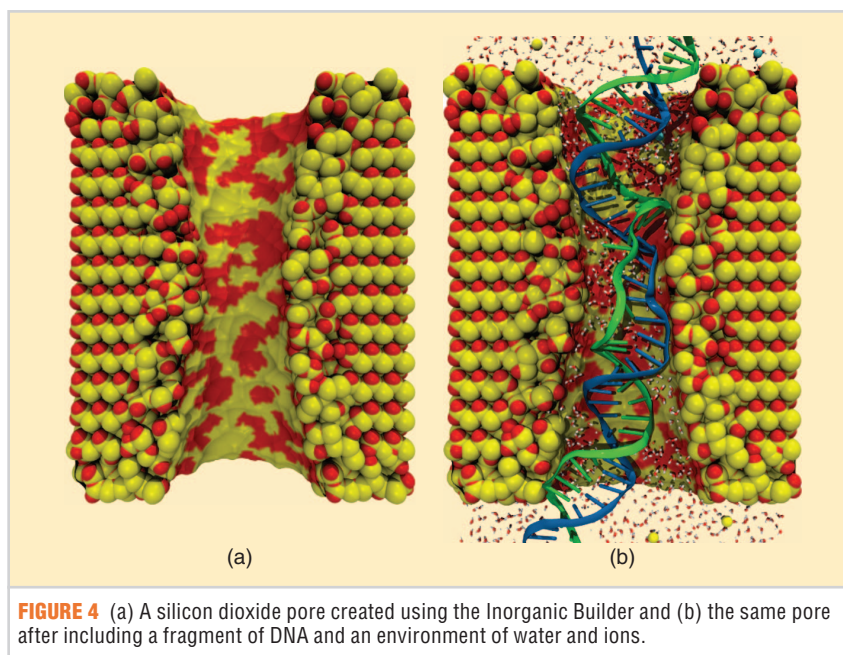 (a) (b)
FIGURE 4 (a) A silicon dioxide pore created using the Inorganic Builder and (b) the same pore
after including a fragment of DNA and an environment of water and ions.